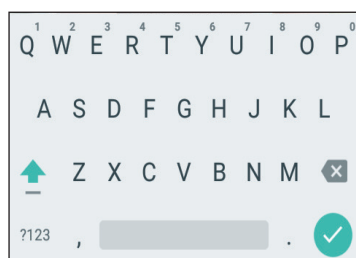 1 2 3 4 5 6 7 8 9 0
Q W E R T Y U I O P
A S D F G H J K L
Z X C V B N M
?123 , .